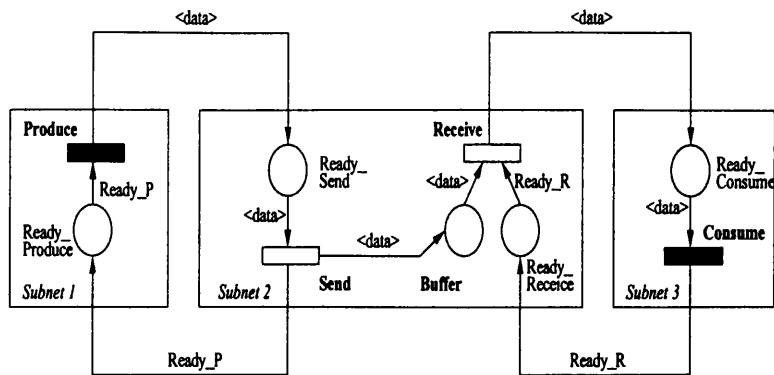 <data>
<data>
Produce
Receive
Ready_
Send
Ready_
Consume
Ready_P
<data>
Ready_R
Ready_
Produce
<data>
<data>
<data>
Consume
Ready_
Receice
Subnet 1
Subnet 2
Send
Buffer
Subnet 3
Ready_P
Ready_R